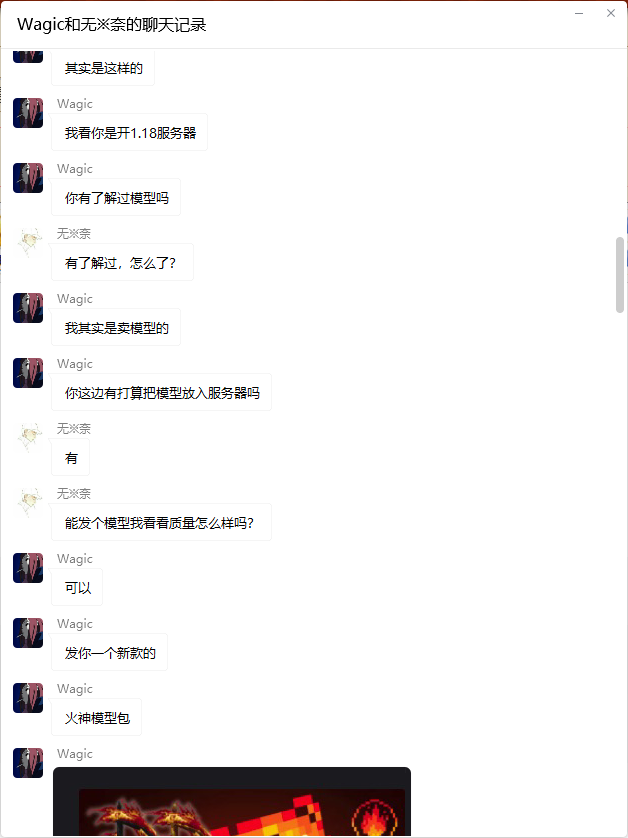 Wagic和无※奈的聊天记录
其实是这样的
Wagic
我看你是开1.18服务器
Wagic
你有了解过模型吗
无※奈
有了解过，怎么了？
Wagic
我其实是卖模型的
Wagic
你这边有打算把模型放入服务器吗
无※奈
有
无※奈
能发个模型我看看质量怎么样吗？
Wagic
可以
Wagic
发你一个新款的
Wagic
火神模型包
Wagic